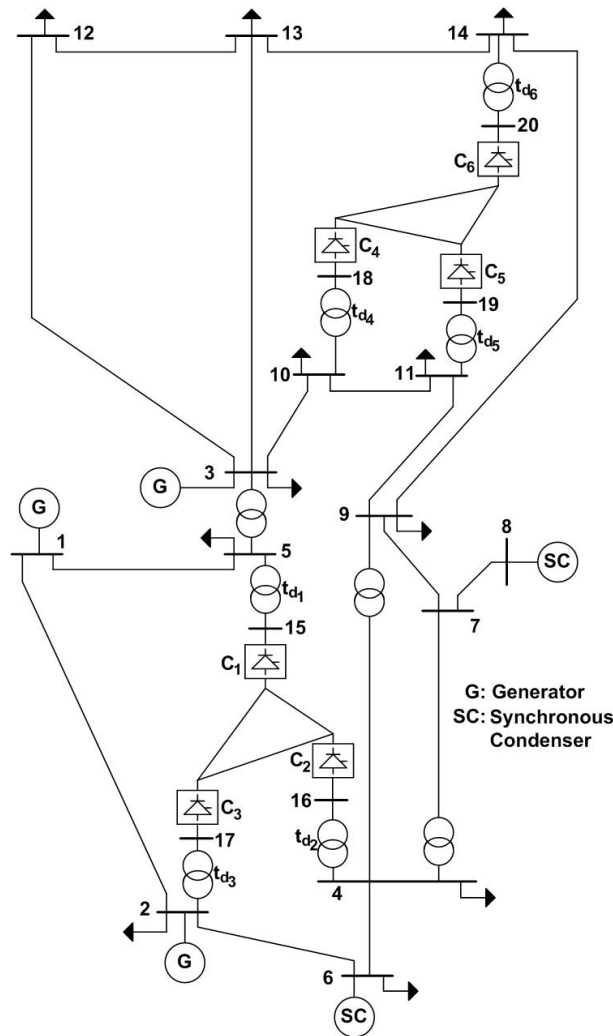 12
13
14
t_d6
20
C6
C4
C5
18
19
t_d4
t_d5
10
11
3
G
G
9
8
1
5
SC
t_d1
7
15
C1
G: Generator
SC: Synchronous
Condenser
C2
16
C3
17
t_d2
t_d3
4
2
G
6
SC